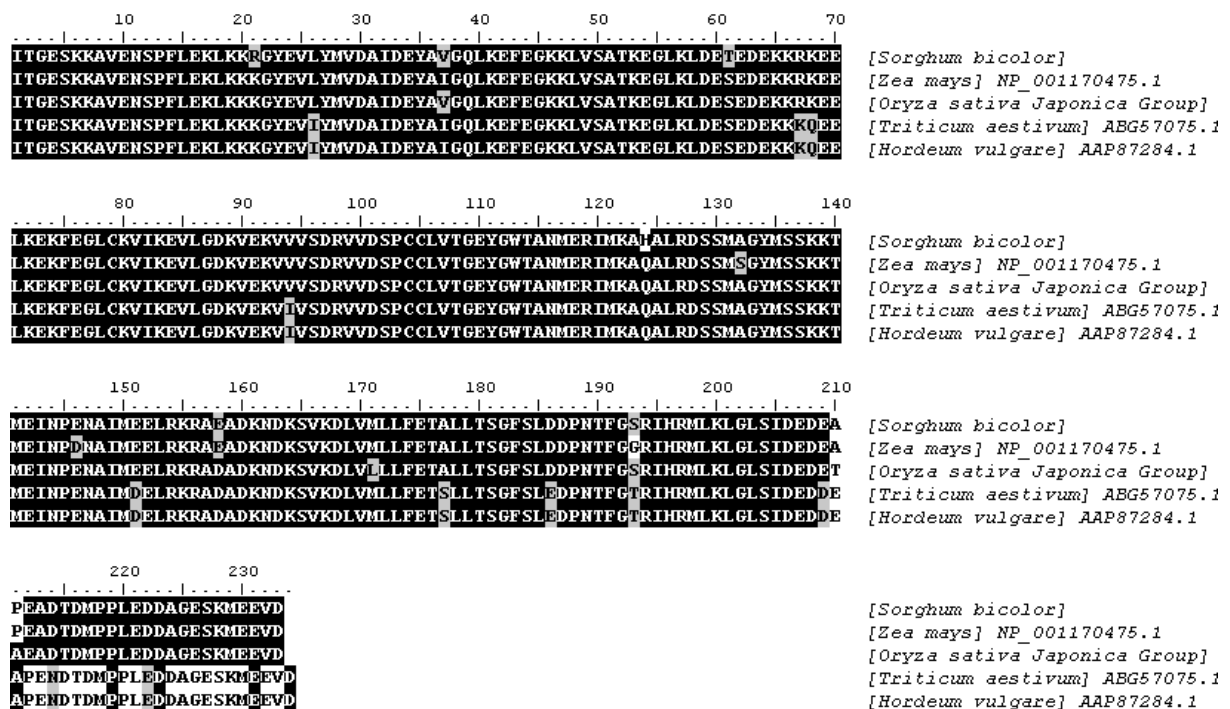 10 20 30 40 50 60 70
ITGESKKAVENSPFLEKLKKRGYEVLYMVDAIDEYAVGQLKEFEGKKLVSATKEGLKLDETEDEKKRKEE [Sorghum bicolor]
ITGESKKAVENSPFLEKLKKKGYEVLYMVDAIDEYAIGQLKEFEGKKLVSATKEGLKLDESEDEKKRKEE [Zea mays] NP_001170475.1
ITGESKKAVENSPFLEKLKKKGYEVLYMVDAIDEYAVGQLKEFEGKKLVSATKEGLKLDESEDEKKRKEE [Oryza sativa Japonica Group]
ITGESKKAVENSPFLEKLKKKGYEVIYMVDAIDEYAIGQLKEFEGKKLVSATKEGLKLDESEDEKKKQEE [Triticum aestivum] ABG57075.1
ITGESKKAVENSPFLEKLKKKGYEVIYMVDAIDEYAIGQLKEFEGKKLVSATKEGLKLDESEDEKKKQEE [Hordeum vulgare] AAP87284.1
80 90 100 110 120 130 140
LKEKFEGLCKVIKEVLGDKVEKVVVSDRVVDSPCCLVTGEYGWTANMERIMKAHALRDSSMAGYMSSKKT [Sorghum bicolor]
LKEKFEGLCKVIKEVLGDKVEKVVVSDRVVDSPCCLVTGEYGWTANMERIMKAQALRDSSMSGYMSSKKT [Zea mays] NP_001170475.1
LKEKFEGLCKVIKEVLGDKVEKVVVSDRVVDSPCCLVTGEYGWTANMERIMKAQALRDSSMAGYMSSKKT [Oryza sativa Japonica Group]
LKEKFEGLCKVIKEVLGDKVEKVIVSDRVVDSPCCLVTGEYGWTANMERIMKAQALRDSSMAGYMSSKKT [Triticum aestivum] ABG57075.1
LKEKFEGLCKVIKEVLGDKVEKVIVSDRVVDSPCCLVTGEYGWTANMERIMKAQALRDSSMAGYMSSKKT [Hordeum vulgare] AAP87284.1
150 160 170 180 190 200 210
MEINPENAIMEELRKRAEADKNDKSVKDLVMLLFETALLTSGFSLDDPNTFGSRIHRMLKLGLSIDEDEA [Sorghum bicolor]
MEINPDNAIMEELRKRAEADKNDKSVKDLVMLLFETALLTSGFSLDDPNTFGGRIHRMLKLGLSIDEDEA [Zea mays] NP_001170475.1
MEINPENAIMEELRKRADADKNDKSVKDLVLLLFETALLTSGFSLDDPNTFGSRIHRMLKLGLSIDEDET [Oryza sativa Japonica Group]
MEINPENAIMDELRKRADADKNDKSVKDLVMLLFETSLLTSGFSLEDPNTFGTRIHRMLKLGLSIDEDDE [Triticum aestivum] ABG57075.1
MEINPENAIMDELRKRADADKNDKSVKDLVMLLFETSLLTSGFSLEDPNTFGTRIHRMLKLGLSIDEDDE [Hordeum vulgare] AAP87284.1
220 230
PEADTDMPPLEDDAGESKMEEVD [Sorghum bicolor]
PEADTDMPPLEDDAGESKMEEVD [Zea mays] NP_001170475.1
AEADTDMPPLEDDAGESKMEEVD [Oryza sativa Japonica Group]
APENDTDMPPLEDDAGESKMEEVD [Triticum aestivum] ABG57075.1
APENDTDMPPLEDDAGESKMEEVD [Hordeum vulgare] AAP87284.1